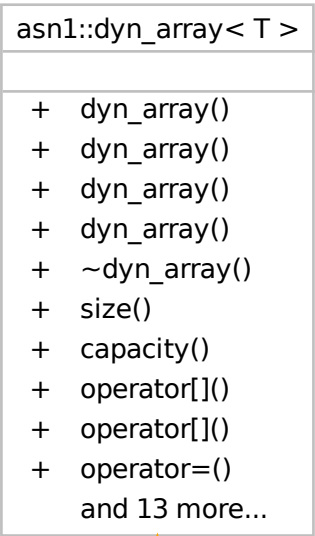 asn1::dyn_array< T >
+ dyn_array()
+ dyn_array()
+ dyn_array()
+ dyn_array()
+ ~dyn_array()
+ size()
+ capacity()
+ operator[]()
+ operator[]()
+ operator=()
and 13 more...